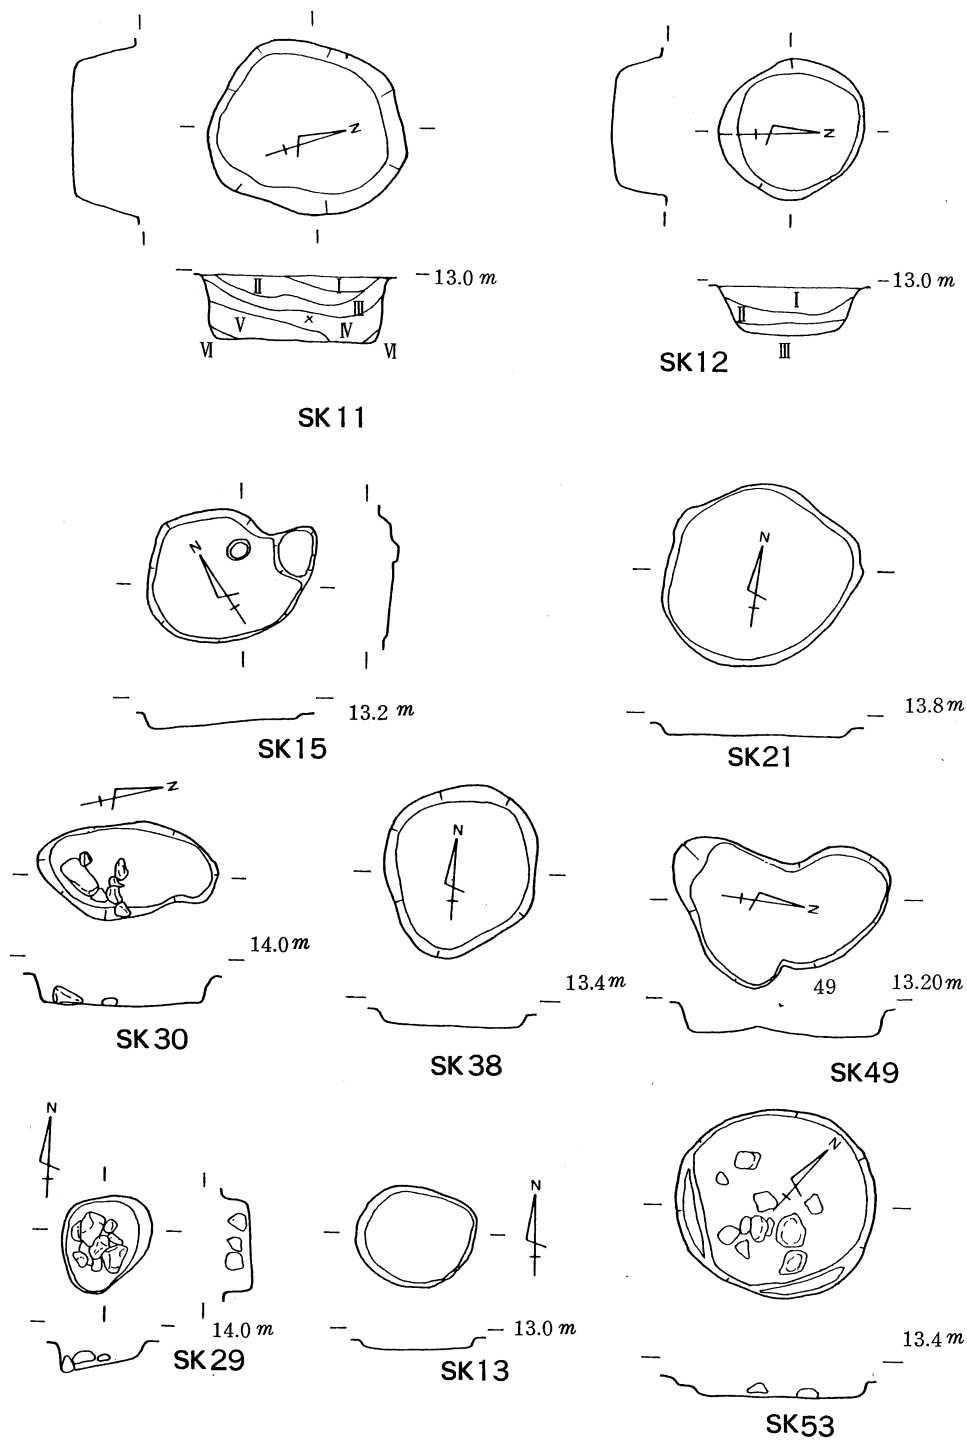 N
N
13.0 m
13.0 m
I
II
III
IV
V
VI
VI
I
II
III
SK12
SK11
N
N
13.2 m
13.8 m
SK15
SK21
N
N
N
14.0 m
13.4 m
49
13.20 m
SK30
SK38
SK49
N
N
N
14.0 m
13.0 m
13.4 m
SK29
SK13
SK53